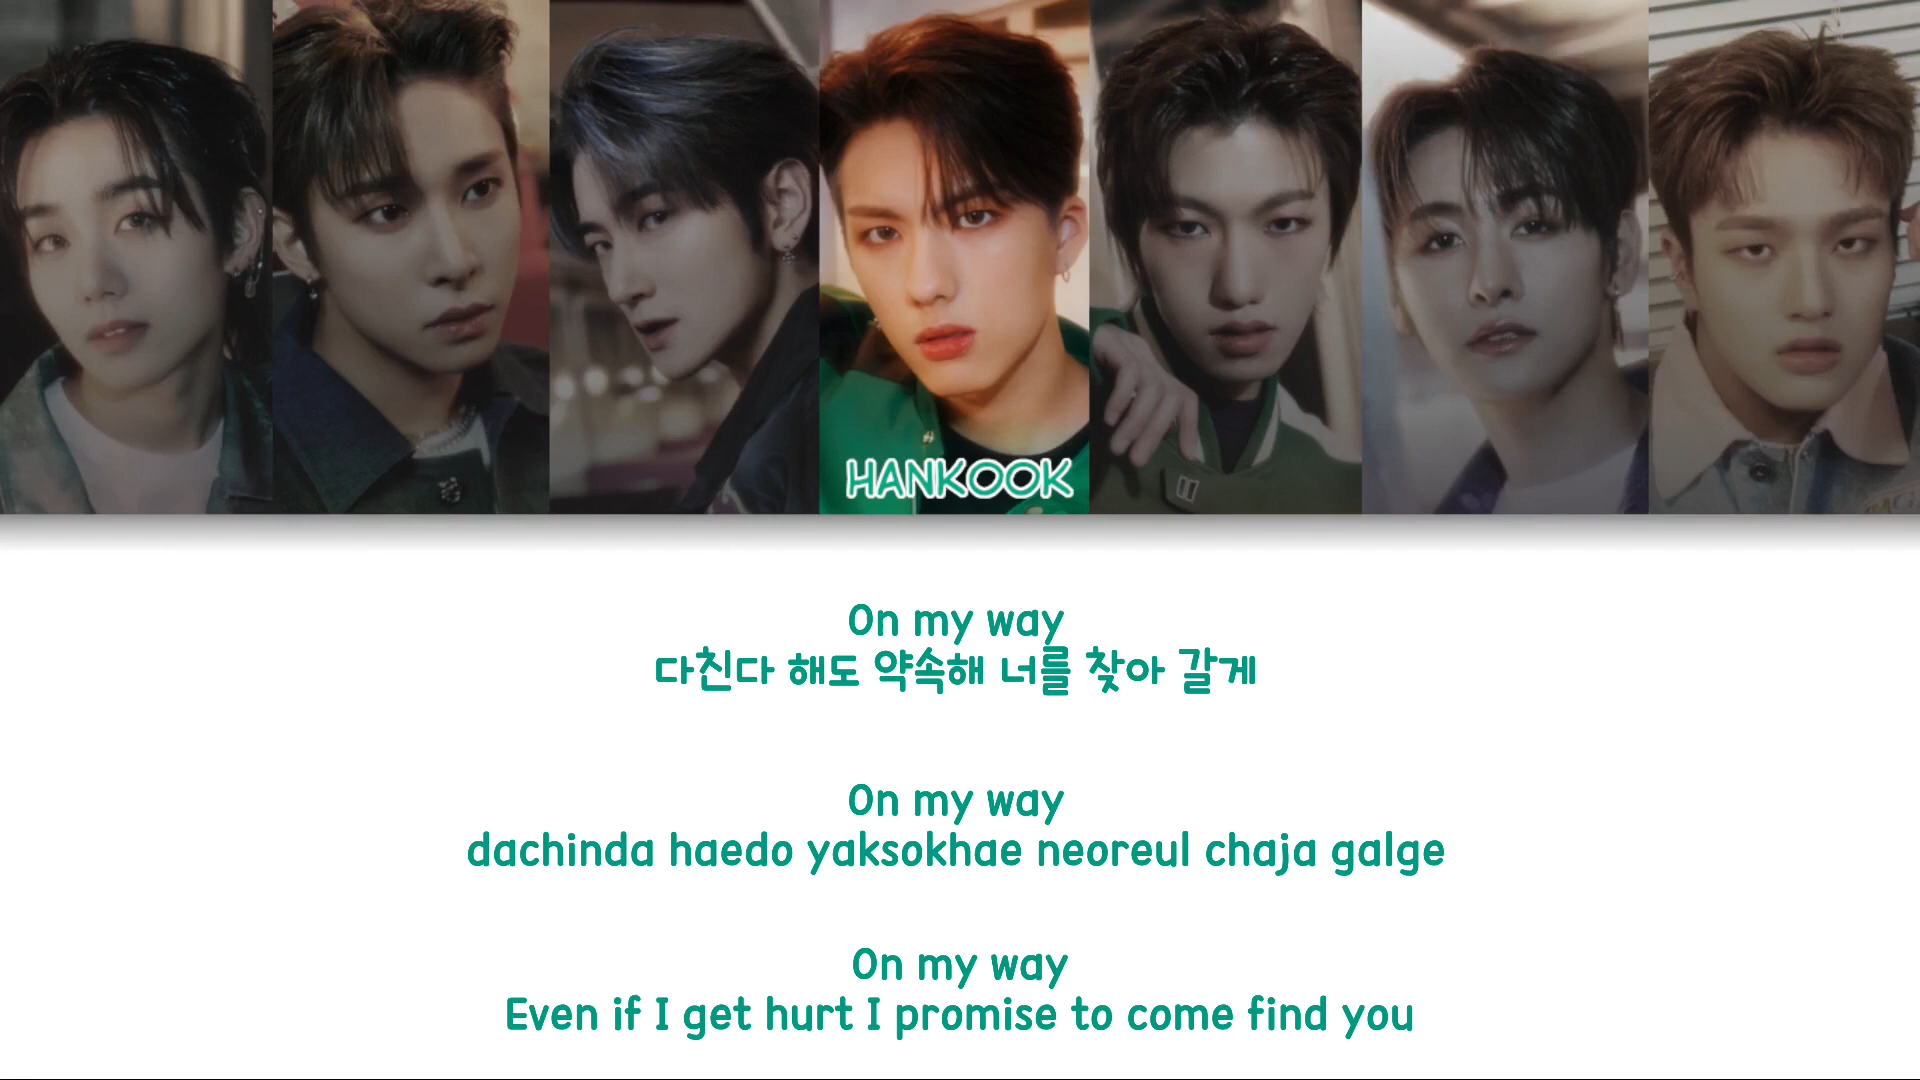 HANKOOK
On my way
다친다 해도 약속해 너를 찾아 갈게
On my way
dachinda haedo yaksokhae neoreul chaja galge
On my way
Even if I get hurt I promise to come find you